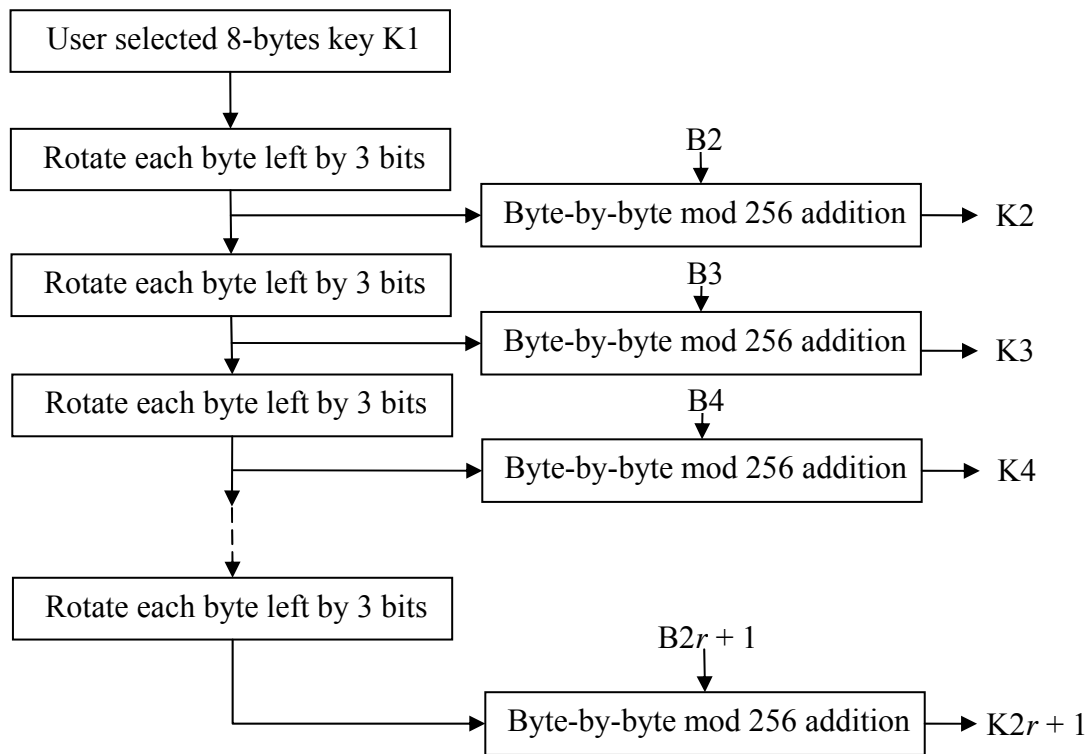 User selected 8-bytes key K1
Rotate each byte left by 3 bits
B2
Byte-by-byte mod 256 addition
K2
Rotate each byte left by 3 bits
B3
Byte-by-byte mod 256 addition
K3
Rotate each byte left by 3 bits
B4
Byte-by-byte mod 256 addition
K4
Rotate each byte left by 3 bits
B2r + 1
Byte-by-byte mod 256 addition
K2r + 1